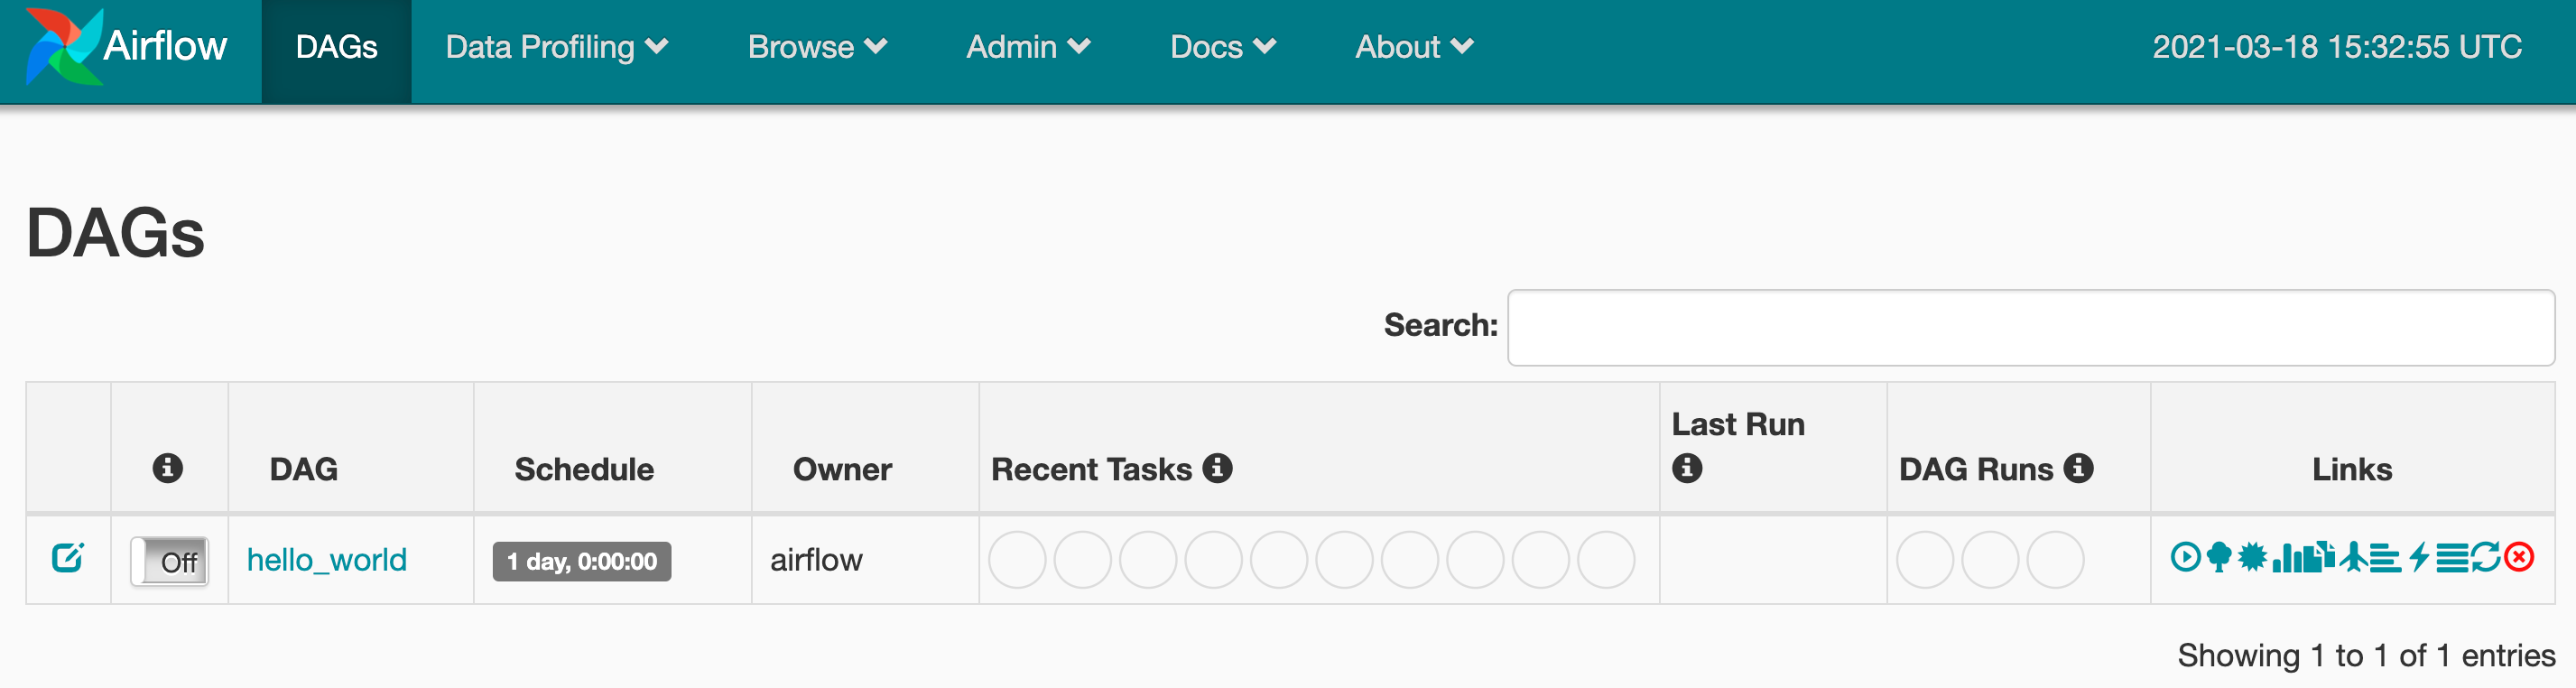 Airflow DAGs Data Profiling Browse Admin Docs About 2021-03-18 15:32:55 UTC
DAGs
Search:
DAG Schedule Owner Recent Tasks Last Run DAG Runs Links
Off hello_world 1 day, 0:00:00 airflow
Showing 1 to 1 of 1 entries